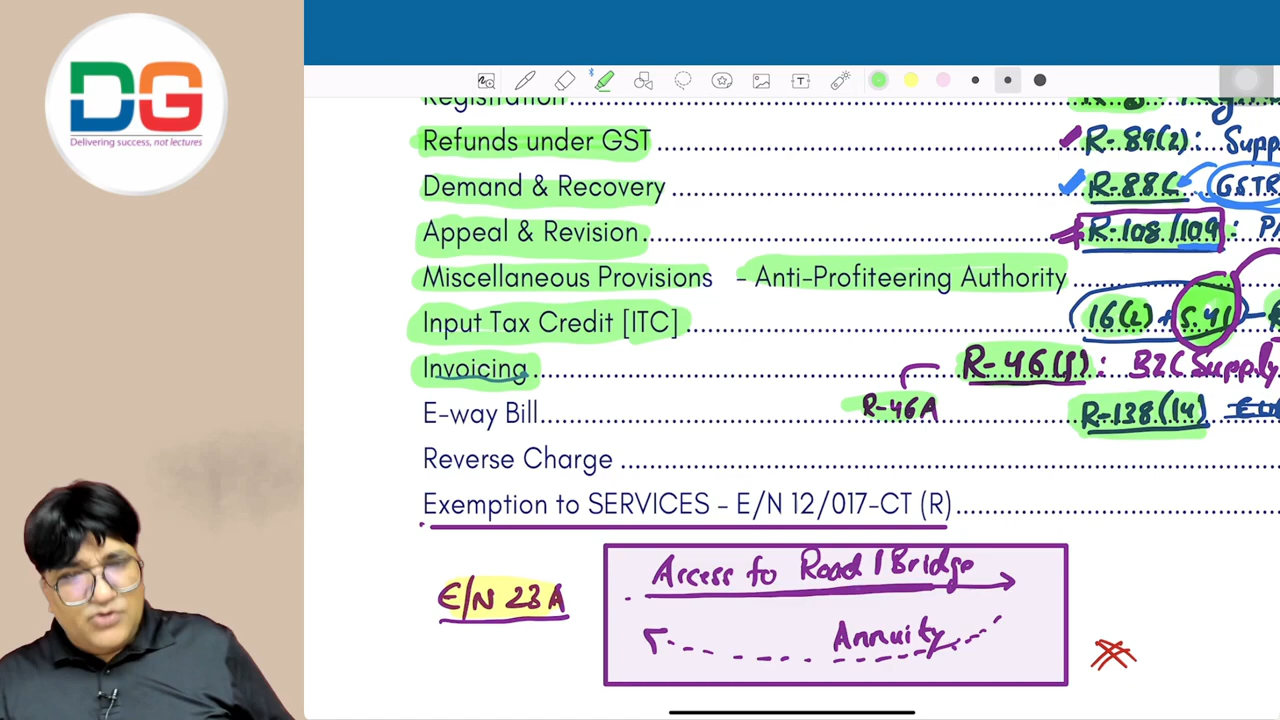 DG
Delivering success, not lectures
Registration
Refunds under GST R-89(2): Supp
Demand & Recovery R-88C GSTR
Appeal & Revision R-108/109:
Miscellaneous Provisions - Anti-Profiteering Authority
Input Tax Credit [ITC] 16(2) + S.41
Invoicing R-46(f): B2C Supply
R-46A
E-way Bill R-138(14)
Reverse Charge
Exemption to SERVICES - E/N 12/017-CT (R)
Access to Road / Bridge
E/N 23A
Annuity